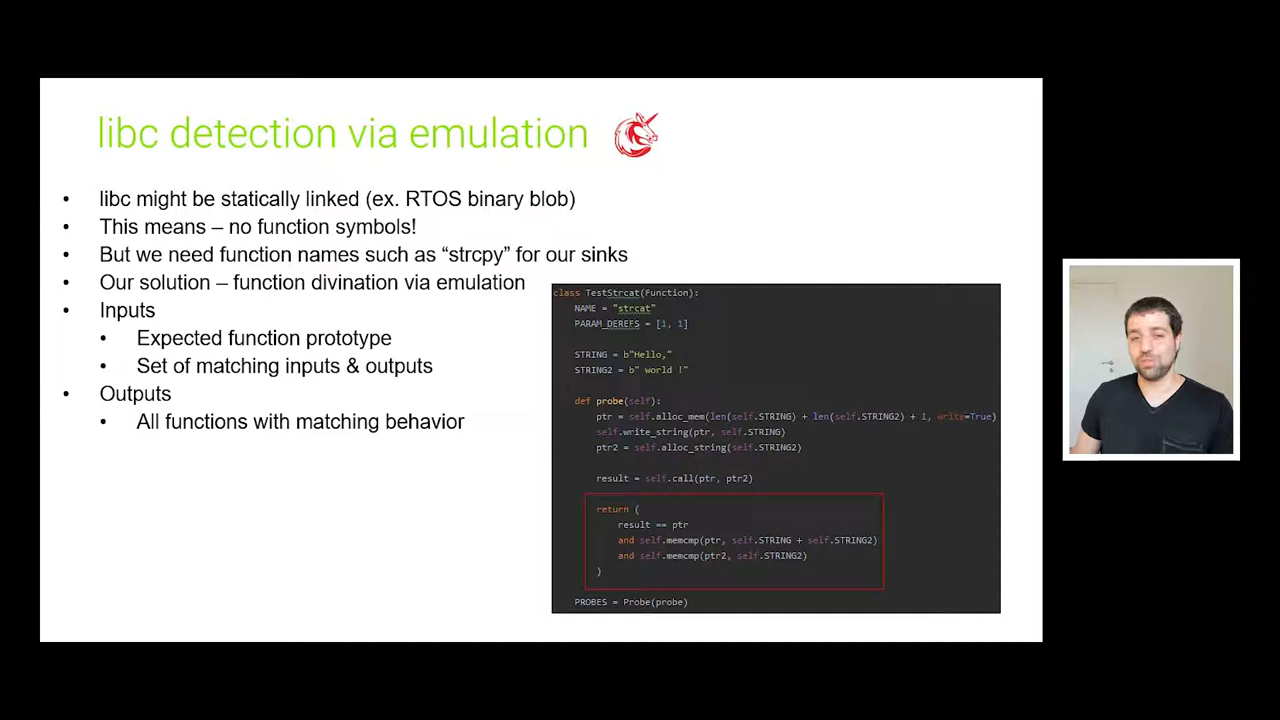 libc detection via emulation
• libc might be statically linked (ex. RTOS binary blob)
• This means – no function symbols!
• But we need function names such as “strcpy” for our sinks
• Our solution – function divination via emulation
• Inputs
• Expected function prototype
• Set of matching inputs & outputs
• Outputs
• All functions with matching behavior
class TestStrcat(Function):
NAME = "strcat"
PARAM_DEREFS = [1, 1]
STRING = b"Hello,"
STRING2 = b" world !"
def probe(self):
ptr = self.alloc_mem(len(self.STRING) + len(self.STRING2) + 1, write=True)
self.write_string(ptr, self.STRING)
ptr2 = self.alloc_string(self.STRING2)
result = self.call(ptr, ptr2)
return (
result == ptr
and self.memcmp(ptr, self.STRING + self.STRING2)
and self.memcmp(ptr2, self.STRING2)
)
PROBES = Probe(probe)